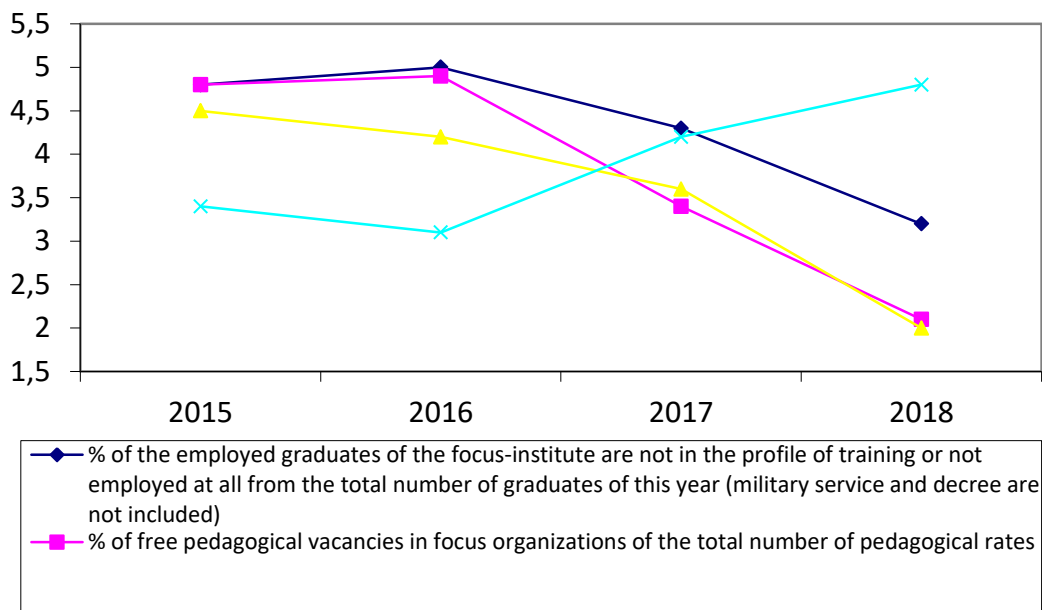 5,5
5
4,5
4
3,5
3
2,5
2
1,5
2015 2016 2017 2018
% of the employed graduates of the focus-institute are not in the profile of training or not
employed at all from the total number of graduates of this year (military service and decree are
not included)
% of free pedagogical vacancies in focus organizations of the total number of pedagogical rates